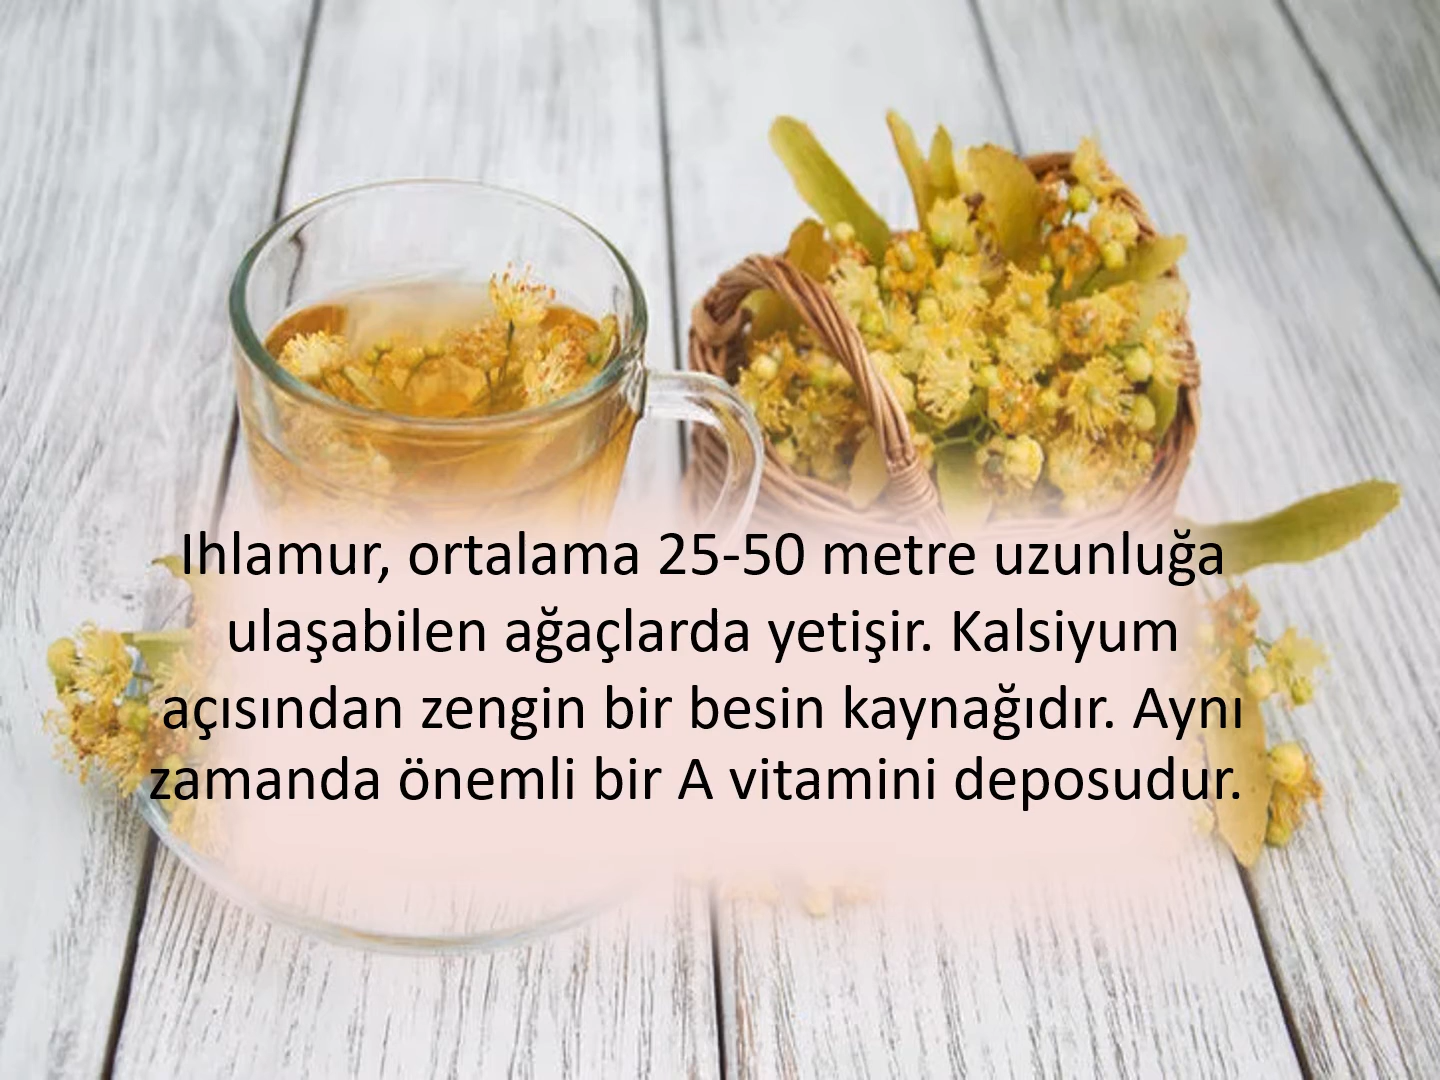 Ihlamur, ortalama 25-50 metre uzunluğa
ulaşabilen ağaçlarda yetişir. Kalsiyum
açısından zengin bir besin kaynağıdır. Aynı
zamanda önemli bir A vitamini deposudur.